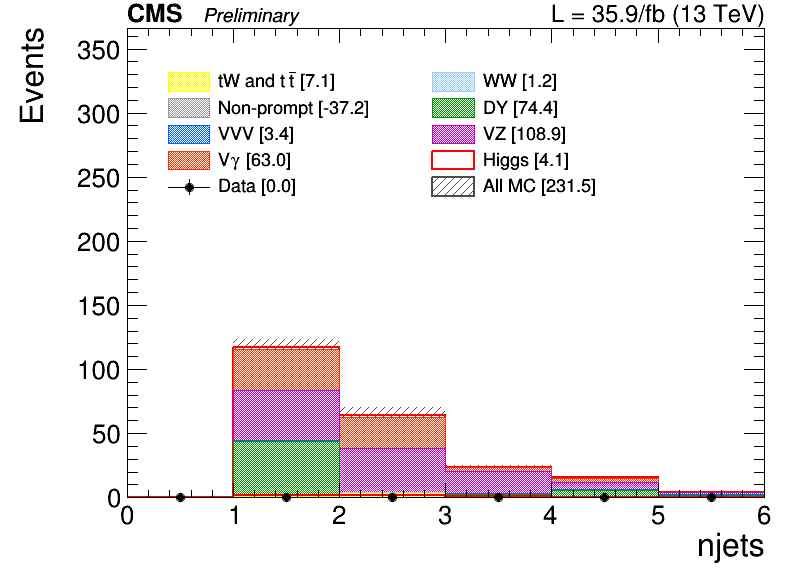 CMS Preliminary L = 35.9/fb (13 TeV)
Events
350
300
250
200
150
100
50
0
tW and t t̄ [7.1]
Non-prompt [-37.2]
VVV [3.4]
Vγ [63.0]
Data [0.0]
WW [1.2]
DY [74.4]
VZ [108.9]
Higgs [4.1]
All MC [231.5]
0 1 2 3 4 5 6
njets